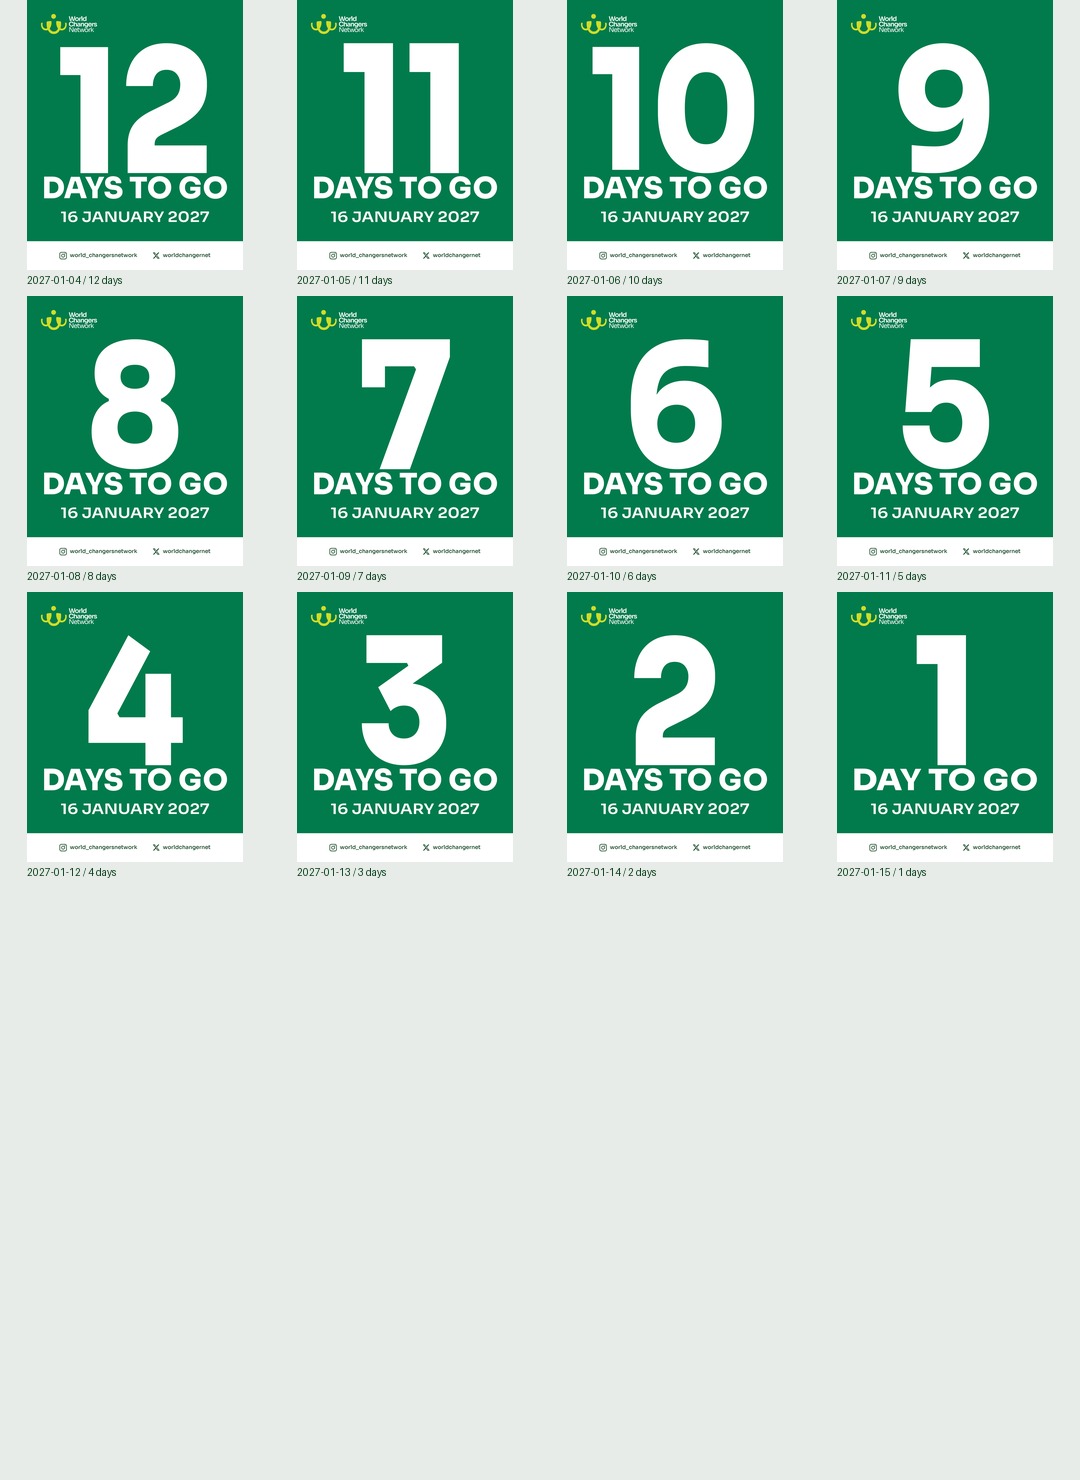 World
Changers
Network
12
DAYS TO GO
16 JANUARY 2027
world_changersnetwork worldchangernet
2027-01-04 / 12 days
World
Changers
Network
11
DAYS TO GO
16 JANUARY 2027
world_changersnetwork worldchangernet
2027-01-05 / 11 days
World
Changers
Network
10
DAYS TO GO
16 JANUARY 2027
world_changersnetwork worldchangernet
2027-01-06 / 10 days
World
Changers
Network
9
DAYS TO GO
16 JANUARY 2027
world_changersnetwork worldchangernet
2027-01-07 / 9 days
World
Changers
Network
8
DAYS TO GO
16 JANUARY 2027
world_changersnetwork worldchangernet
2027-01-08 / 8 days
World
Changers
Network
7
DAYS TO GO
16 JANUARY 2027
world_changersnetwork worldchangernet
2027-01-09 / 7 days
World
Changers
Network
6
DAYS TO GO
16 JANUARY 2027
world_changersnetwork worldchangernet
2027-01-10 / 6 days
World
Changers
Network
5
DAYS TO GO
16 JANUARY 2027
world_changersnetwork worldchangernet
2027-01-11 / 5 days
World
Changers
Network
4
DAYS TO GO
16 JANUARY 2027
world_changersnetwork worldchangernet
2027-01-12 / 4 days
World
Changers
Network
3
DAYS TO GO
16 JANUARY 2027
world_changersnetwork worldchangernet
2027-01-13 / 3 days
World
Changers
Network
2
DAYS TO GO
16 JANUARY 2027
world_changersnetwork worldchangernet
2027-01-14 / 2 days
World
Changers
Network
1
DAY TO GO
16 JANUARY 2027
world_changersnetwork worldchangernet
2027-01-15 / 1 days